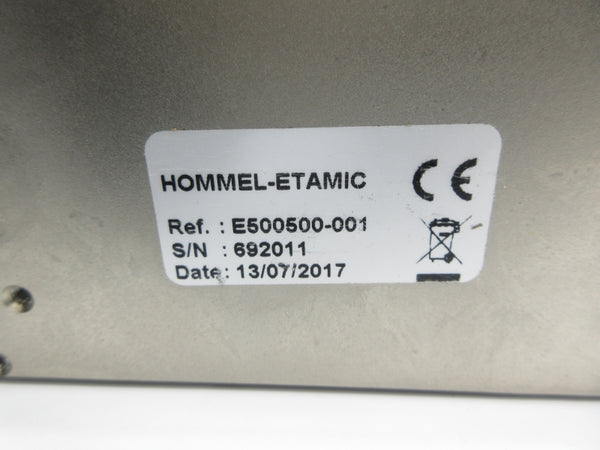 HOMMEL-ETAMIC
CE
Ref. : E500500-001
S/N : 692011
Date: 13/07/2017